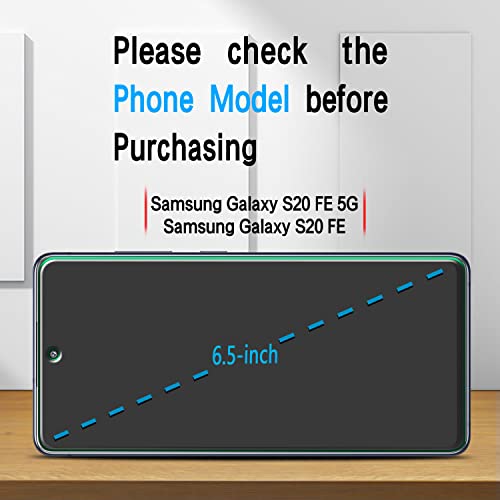 Please check the
Phone Model before
Purchasing
Samsung Galaxy S20 FE 5G
Samsung Galaxy S20 FE
6.5-inch